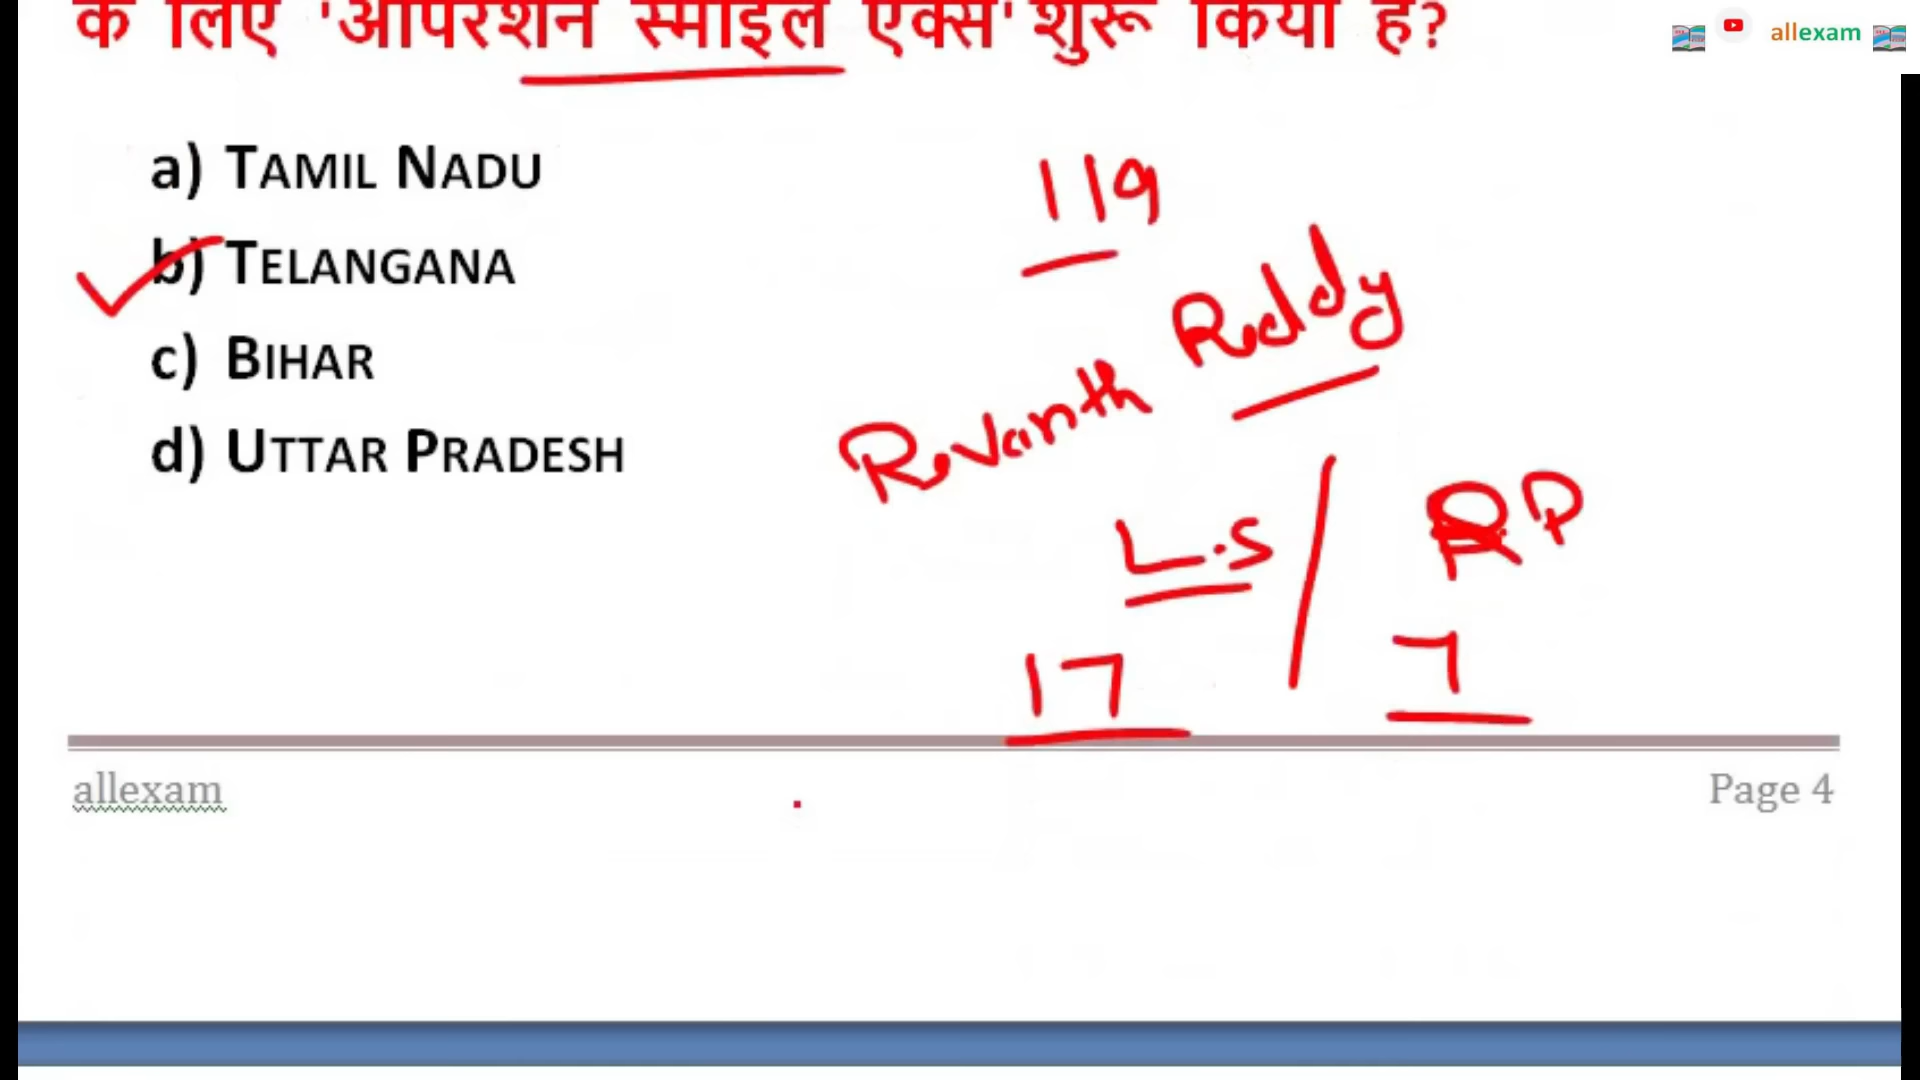 के लिए 'ऑपरेशन स्माइल एक्स' शुरू किया है?
allexam
a) TAMIL NADU
b) TELANGANA
c) BIHAR
d) UTTAR PRADESH
119
Revanth Reddy
L.S / RP
17 7
allexam
Page 4